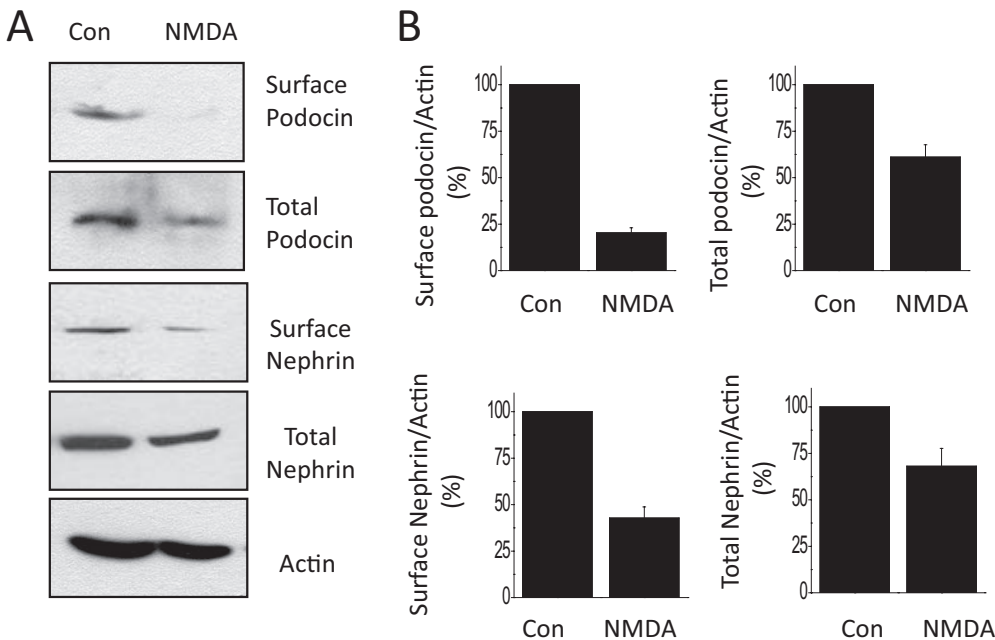 A
Con NMDA
Surface
Podocin
Total
Podocin
Surface
Nephrin
Total
Nephrin
Actin
B
Surface podocin/Actin
(%)
100
75
50
25
0
Con NMDA
Total podocin/Actin
(%)
100
75
50
25
0
Con NMDA
Surface Nephrin/Actin
(%)
100
75
50
25
0
Con NMDA
Total Nephrin/Actin
(%)
100
75
50
25
0
Con NMDA